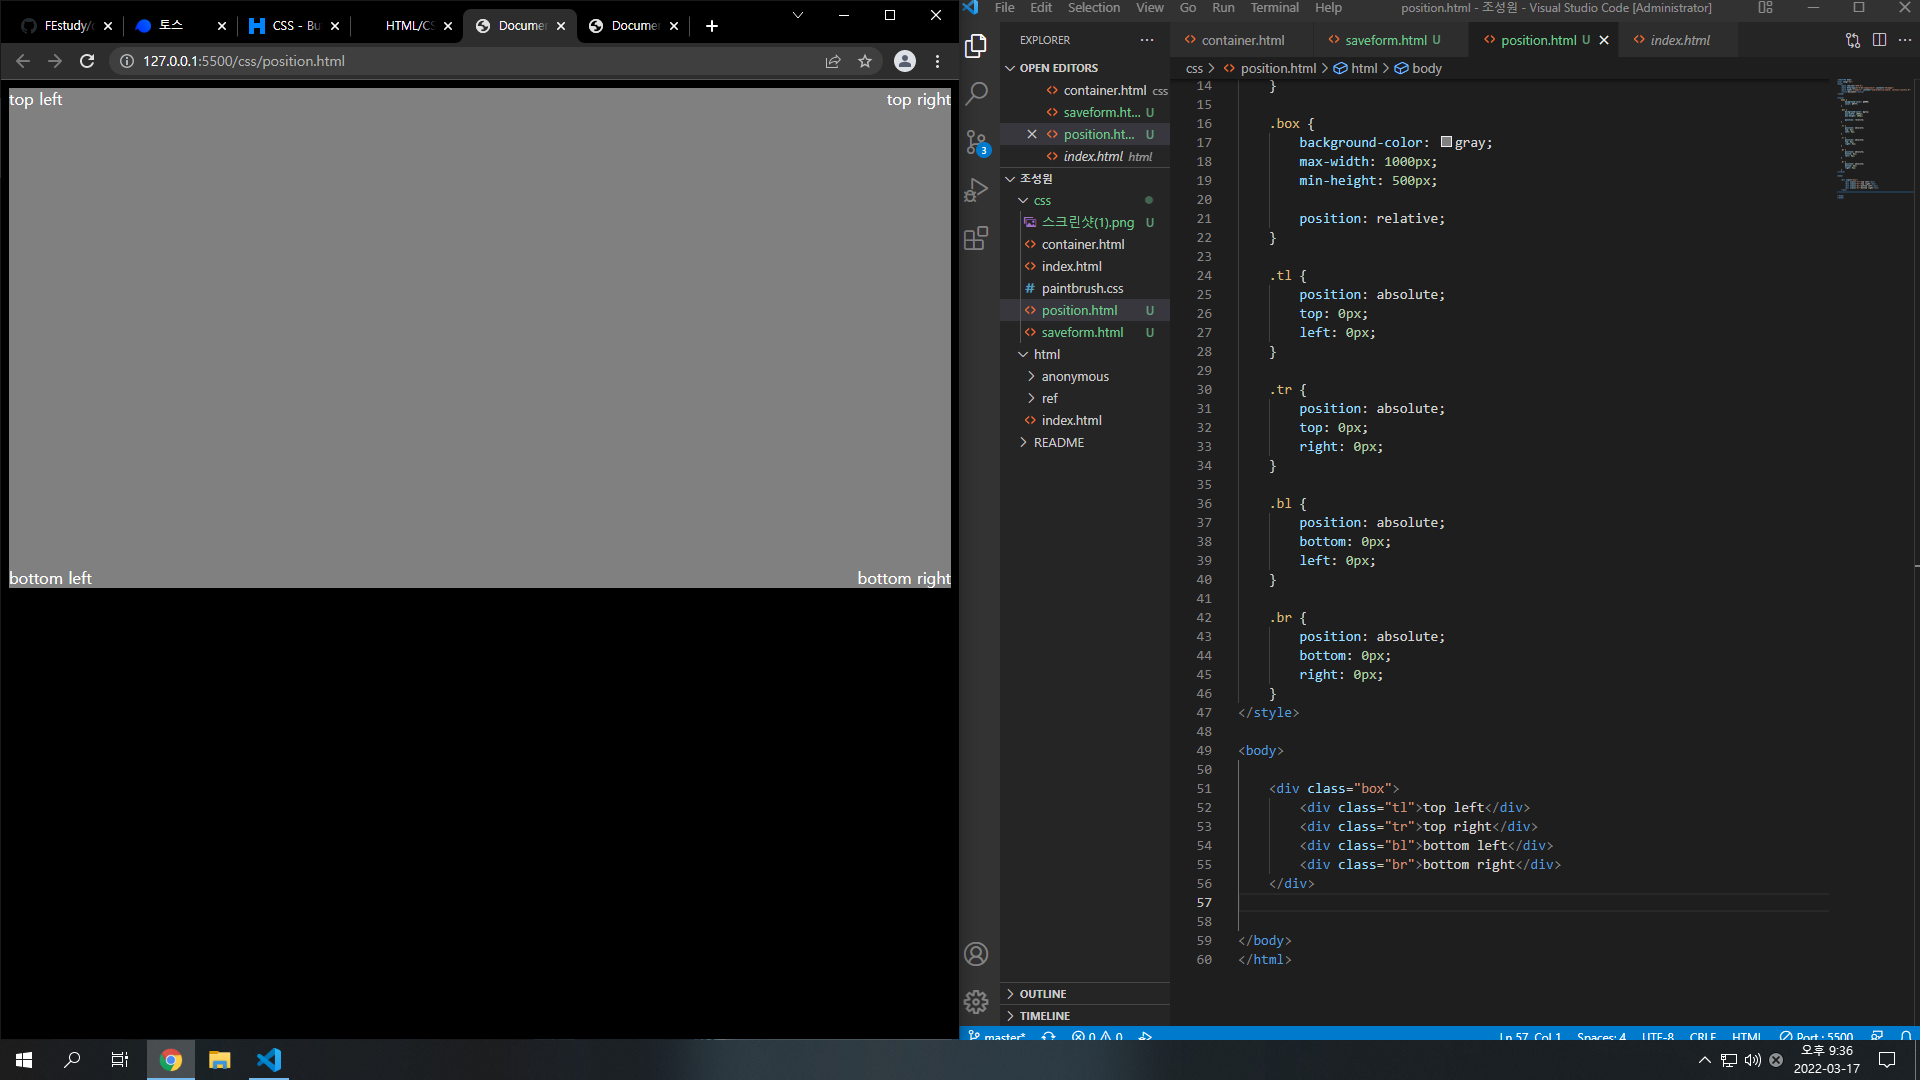 FEstudy/c
토스
CSS - Bu
HTML/CS
Documen
Documen
127.0.0.1:5500/css/position.html
top left
top right
bottom left
bottom right
File Edit Selection View Go Run Terminal Help
position.html - 조성원 - Visual Studio Code [Administrator]
EXPLORER
container.html
saveform.html U
position.html U
index.html
css > position.html > html > body
OPEN EDITORS
container.html css
saveform.ht... U
position.ht... U
index.html html
3
조성원
css
스크린샷(1).png U
container.html
index.html
paintbrush.css
position.html U
saveform.html U
html
anonymous
ref
index.html
README
OUTLINE
TIMELINE
14 }
15
16 .box {
17 background-color: gray;
18 max-width: 1000px;
19 min-height: 500px;
20
21 position: relative;
22 }
23
24 .tl {
25 position: absolute;
26 top: 0px;
27 left: 0px;
28 }
29
30 .tr {
31 position: absolute;
32 top: 0px;
33 right: 0px;
34 }
35
36 .bl {
37 position: absolute;
38 bottom: 0px;
39 left: 0px;
40 }
41
42 .br {
43 position: absolute;
44 bottom: 0px;
45 right: 0px;
46 }
47 </style>
48
49 <body>
50
51 <div class="box">
52 <div class="tl">top left</div>
53 <div class="tr">top right</div>
54 <div class="bl">bottom left</div>
55 <div class="br">bottom right</div>
56 </div>
57
58
59 </body>
60 </html>
master* 0 0 Ln 57, Col 1 Spaces: 4 UTF-8 CRLF HTML Port : 5500
오후 9:36
2022-03-17